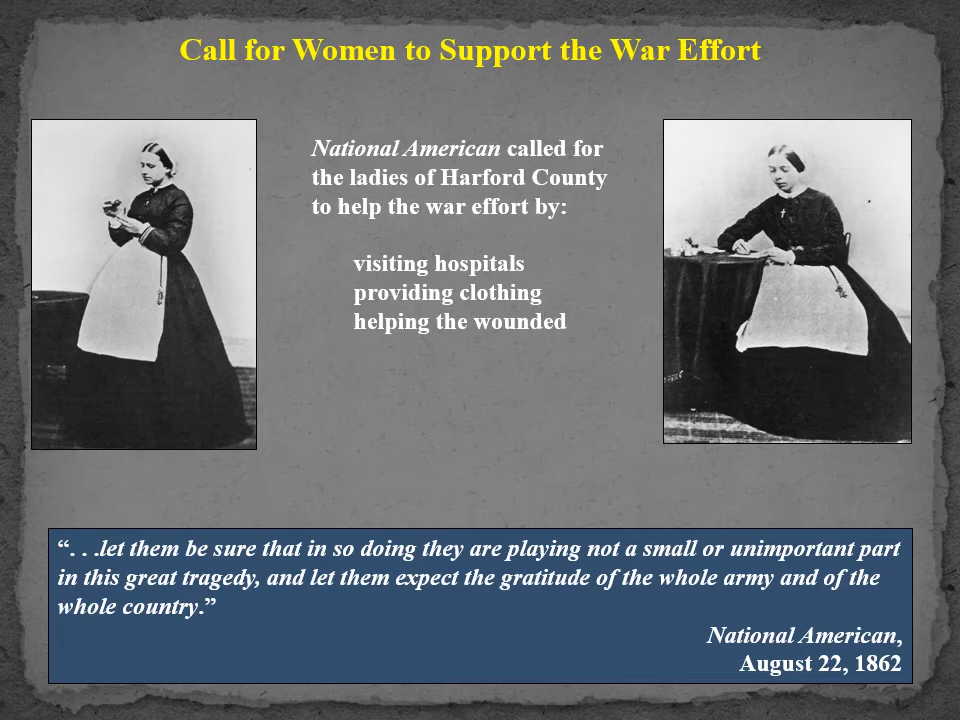 Call for Women to Support the War Effort
National American called for
the ladies of Harford County
to help the war effort by:
visiting hospitals
providing clothing
helping the wounded
“. . .let them be sure that in so doing they are playing not a small or unimportant part
in this great tragedy, and let them expect the gratitude of the whole army and of the
whole country.”
National American,
August 22, 1862